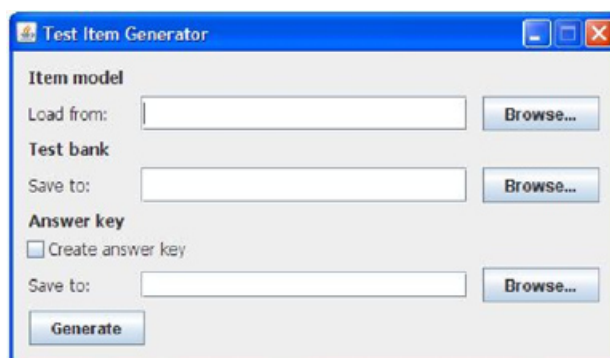 Test Item Generator
Item model
Load from: Browse...
Test bank
Save to: Browse...
Answer key
Create answer key
Save to: Browse...
Generate